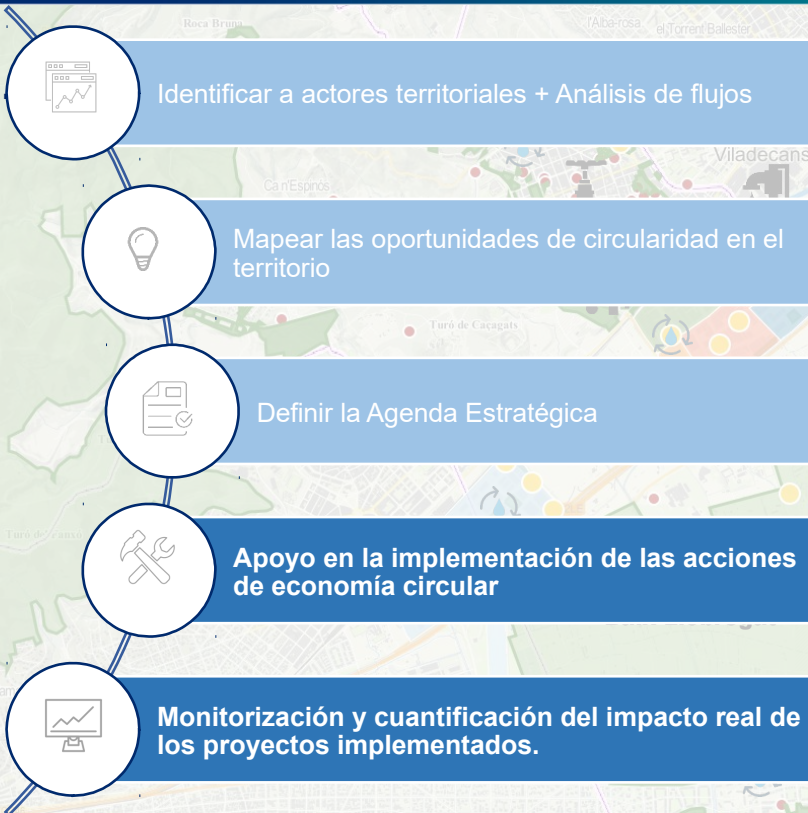 Roca Bruna
l'Alba-rosa
el Torrent Ballester
Identificar a actores territoriales + Análisis de flujos
Viladecans
Ca n'Espinós
Mapear las oportunidades de circularidad en el
territorio
Turó de Caçagats
Definir la Agenda Estratégica
Apoyo en la implementación de las acciones
de economía circular
Monitorización y cuantificación del impacto real de
los proyectos implementados.